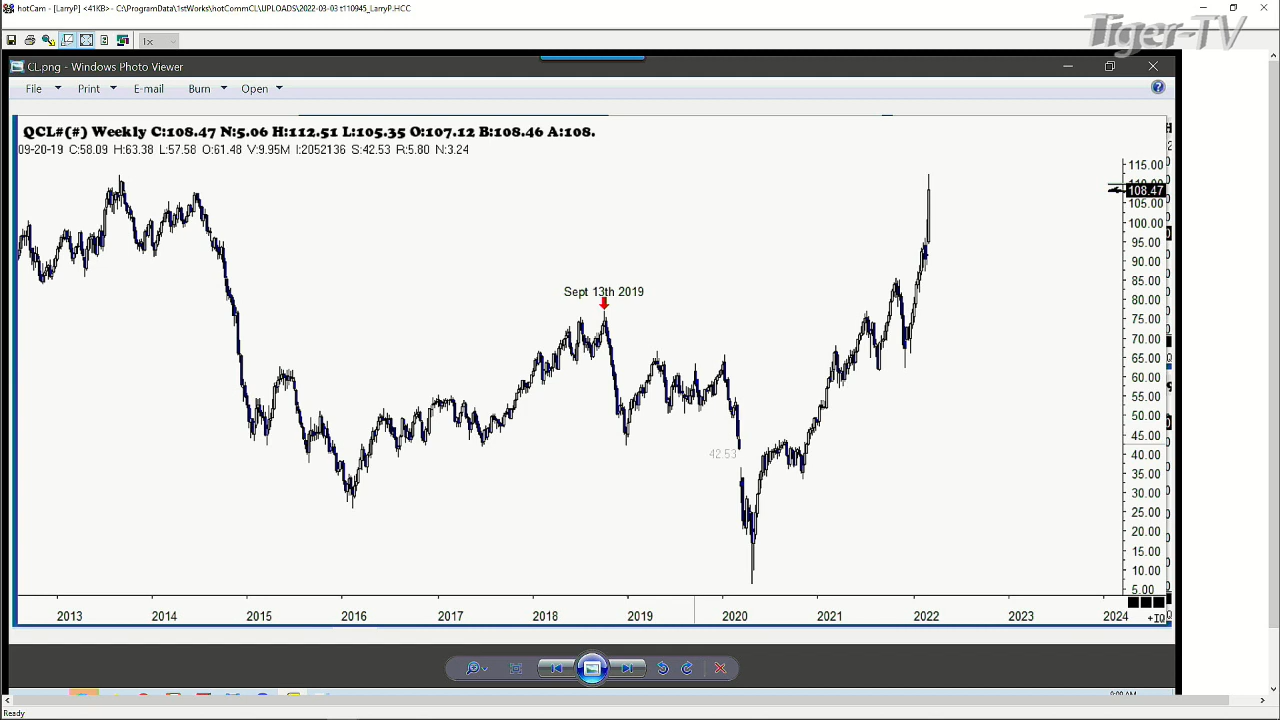 hotCam - [LarryP] <41KB> - C:\ProgramData\1stWorks\hotCommCL\UPLOADS\2022-03-03 t110945_LarryP.HCC
Tiger-TV
1x
CL.png - Windows Photo Viewer
File Print E-mail Burn Open
QCL#(#) Weekly C:108.47 N:5.06 H:112.51 L:105.35 O:107.12 B:108.46 A:108.
09-20-19 C:58.09 H:63.38 L:57.58 O:61.48 V:9.95M I:2052136 S:42.53 R:5.80 N:3.24
115.00
108.47
105.00
100.00
95.00
90.00
85.00
Sept 13th 2019
80.00
75.00
70.00
65.00
60.00
55.00
50.00
45.00
42.53
40.00
35.00
30.00
25.00
20.00
15.00
10.00
5.00
2013 2014 2015 2016 2017 2018 2019 2020 2021 2022 2023 2024
Ready